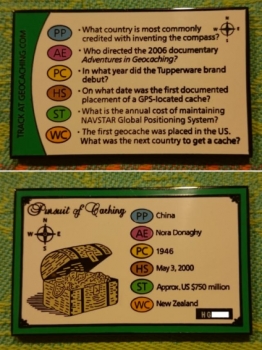 TRACK AT GEOCACHING.COM
PP • What country is most commonly
credited with inventing the compass?
AE • Who directed the 2006 documentary
Adventures in Geocaching?
PC • In what year did the Tupperware brand
debut?
HS • On what date was the first documented
placement of a GPS-located cache?
ST • What is the annual cost of maintaining
NAVSTAR Global Positioning System?
WC • The first geocache was placed in the US.
What was the next country to get a cache?
N
W E
S
Pursuit of Caching
N
W E
S
PP China
AE Nora Donaghy
PC 1946
HS May 3, 2000
ST Approx. US $750 million
WC New Zealand
HG